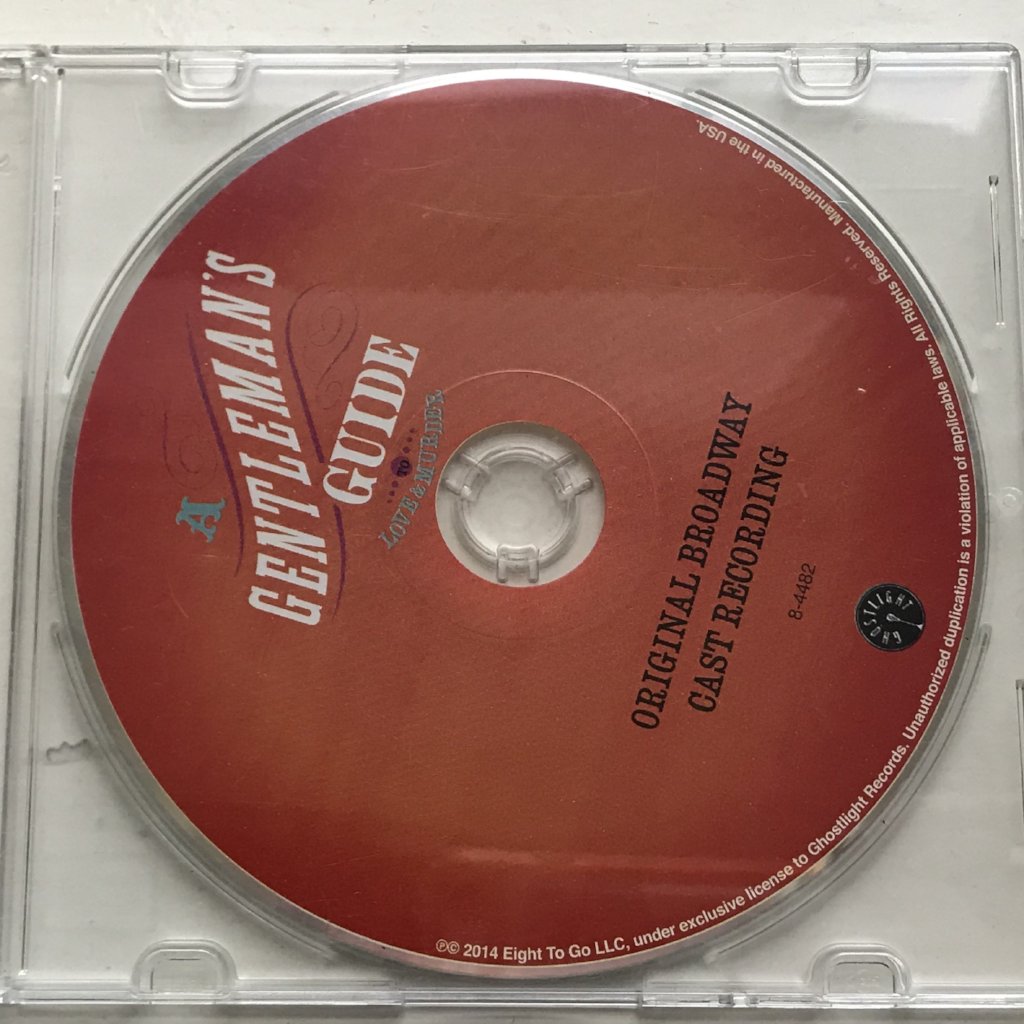 A
GENTLEMAN'S
GUIDE
TO
LOVE & MURDER
ORIGINAL BROADWAY
CAST RECORDING
8-4482
GHOSTLIGHT
℗© 2014 Eight To Go LLC, under exclusive license to Ghostlight Records. Unauthorized duplication is a violation of applicable laws. All Rights Reserved. Manufactured in the USA.